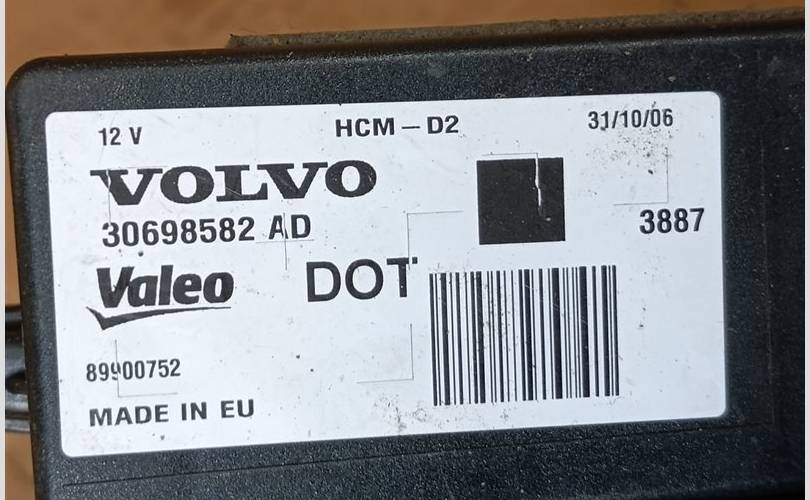 12 V HCM – D2 31/10/06
VOLVO
30698582 AD 3887
Valeo DOT
89900752
MADE IN EU